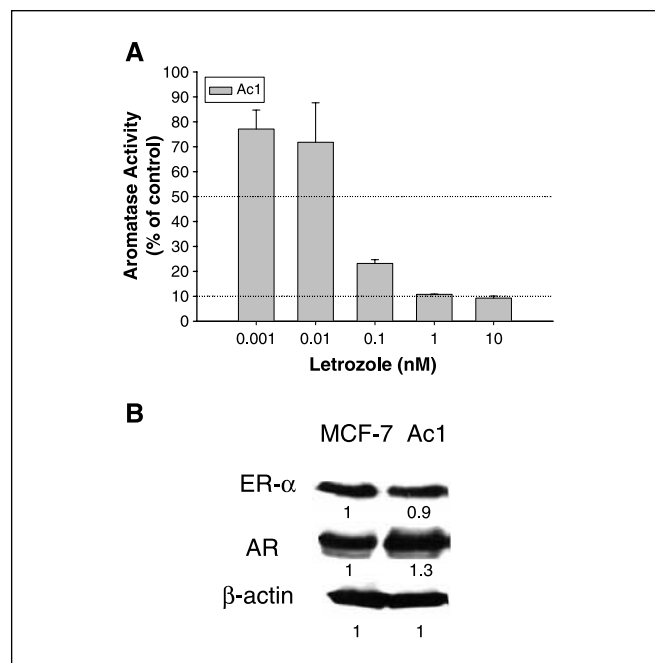 A
Ac1
Aromatase Activity
(% of control)
100
90
80
70
60
50
40
30
20
10
0
0.001 0.01 0.1 1 10
Letrozole (nM)
B
MCF-7 Ac1
ER-α
1 0.9
AR
1 1.3
β-actin
1 1